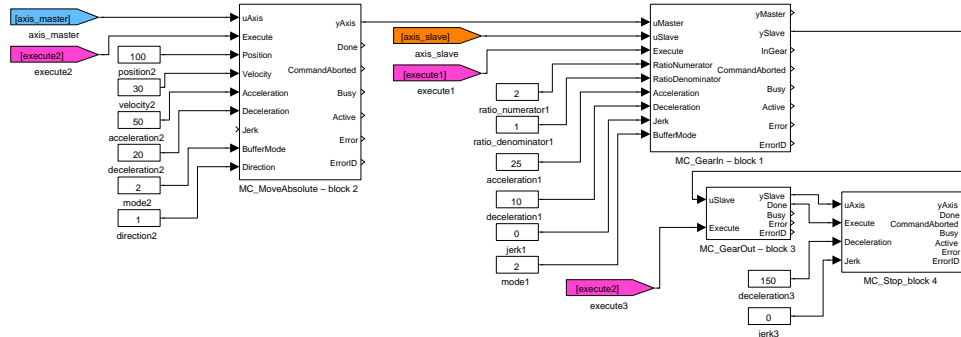 [axis_master]
axis_master
[execute2]
execute2
100
position2
30
velocity2
50
acceleration2
20
deceleration2
2
mode2
1
direction2
uAxis
Execute
Position
Velocity
Acceleration
Deceleration
Jerk
BufferMode
Direction
yAxis
Done
CommandAborted
Busy
Active
Error
ErrorID
MC_MoveAbsolute – block 2
[axis_slave]
axis_slave
[execute1]
execute1
2
ratio_numerator1
1
ratio_denominator1
25
acceleration1
10
deceleration1
0
jerk1
2
mode1
uMaster
uSlave
Execute
RatioNumerator
RatioDenominator
Acceleration
Deceleration
Jerk
BufferMode
yMaster
ySlave
InGear
CommandAborted
Busy
Active
Error
ErrorID
MC_GearIn – block 1
[execute2]
execute3
uSlave
Execute
ySlave
Done
Busy
Error
ErrorID
MC_GearOut – block 3
150
deceleration3
0
jerk3
uAxis
Execute
Deceleration
Jerk
yAxis
Done
CommandAborted
Busy
Active
Error
ErrorID
MC_Stop_block 4